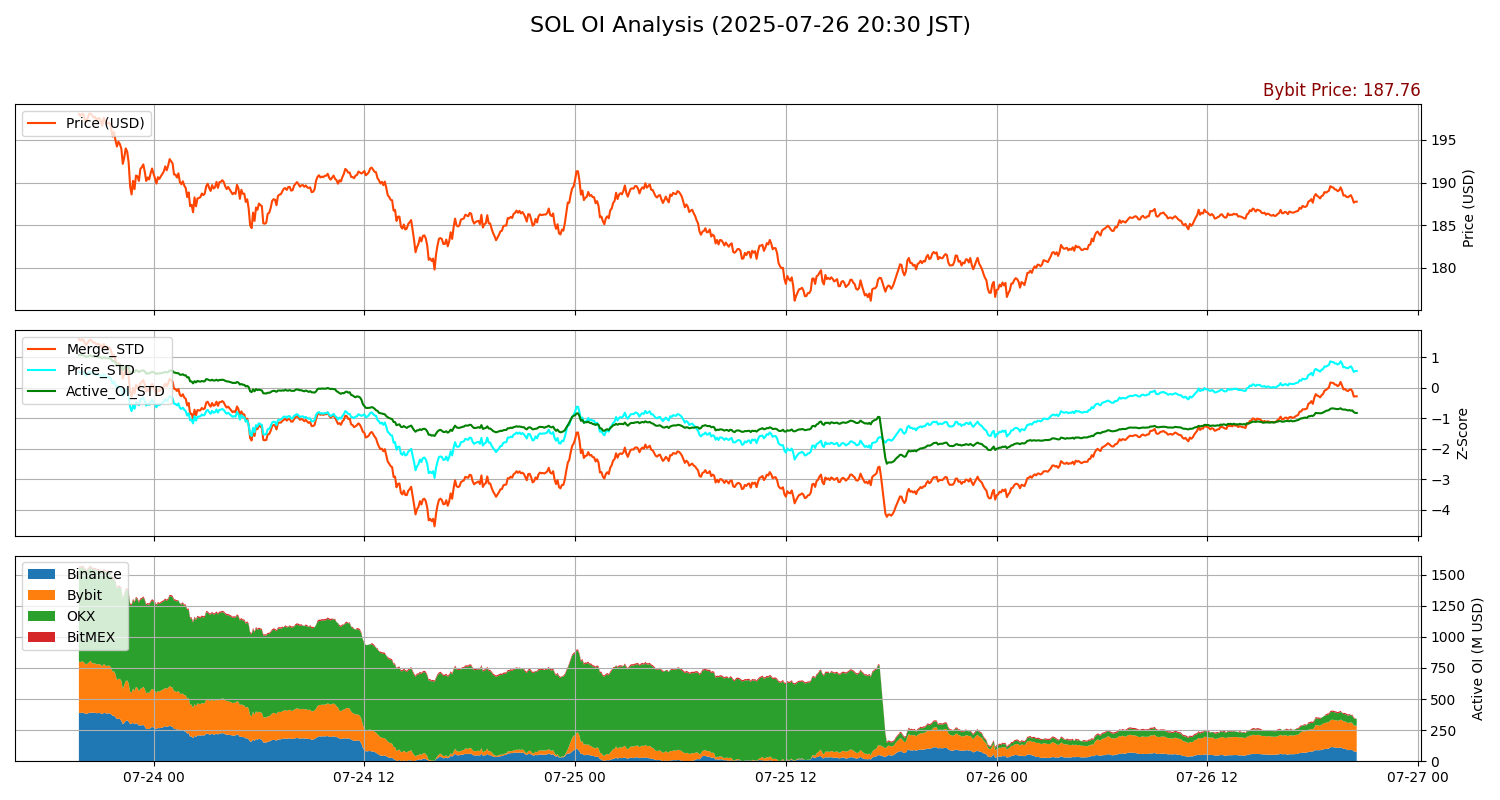 SOL OI Analysis (2025-07-26 20:30 JST)
Bybit Price: 187.76
Price (USD)
195
190
185
180
Price (USD)
Merge_STD
Price_STD
Active_OI_STD
1
0
−1
−2
−3
−4
Z-Score
Binance
Bybit
OKX
BitMEX
1500
1250
1000
750
500
250
0
Active OI (M USD)
07-24 00 07-24 12 07-25 00 07-25 12 07-26 00 07-26 12 07-27 00